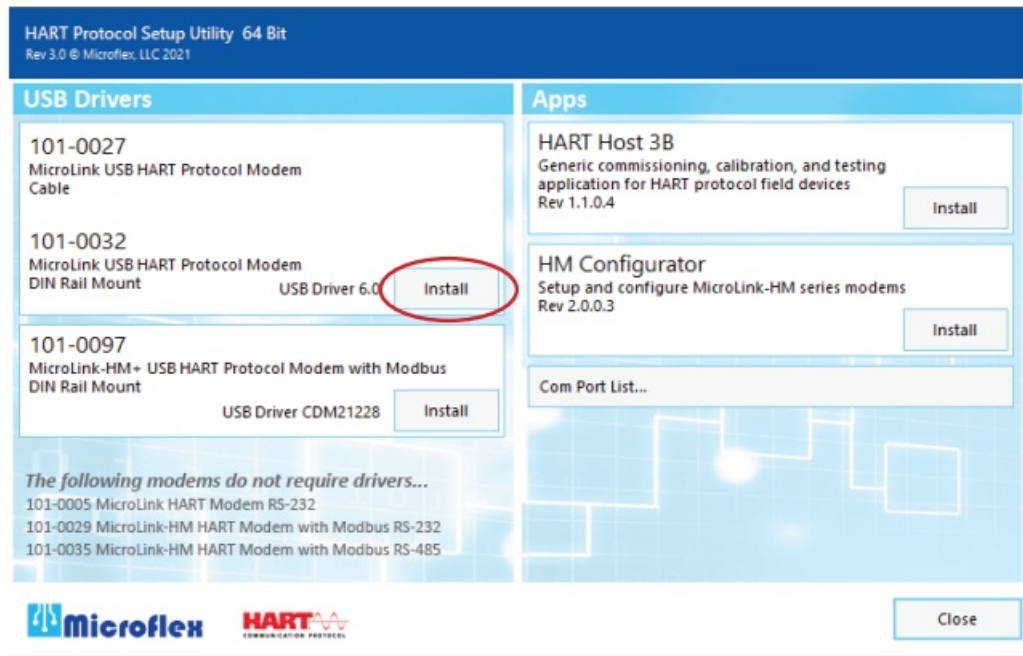 HART Protocol Setup Utility 64 Bit
Rev 3.0 © Microflex, LLC 2021
USB Drivers
101-0027
MicroLink USB HART Protocol Modem
Cable
101-0032
MicroLink USB HART Protocol Modem
DIN Rail Mount
USB Driver 6.0
Install
101-0097
MicroLink-HM+ USB HART Protocol Modem with Modbus
DIN Rail Mount
USB Driver CDM21228
Install
The following modems do not require drivers...
101-0005 MicroLink HART Modem RS-232
101-0029 MicroLink-HM HART Modem with Modbus RS-232
101-0035 MicroLink-HM HART Modem with Modbus RS-485
Apps
HART Host 3B
Generic commissioning, calibration, and testing
application for HART protocol field devices
Rev 1.1.0.4
Install
HM Configurator
Setup and configure MicroLink-HM series modems
Rev 2.0.0.3
Install
Com Port List...
Microflex
HART
COMMUNICATION PROTOCOL
Close